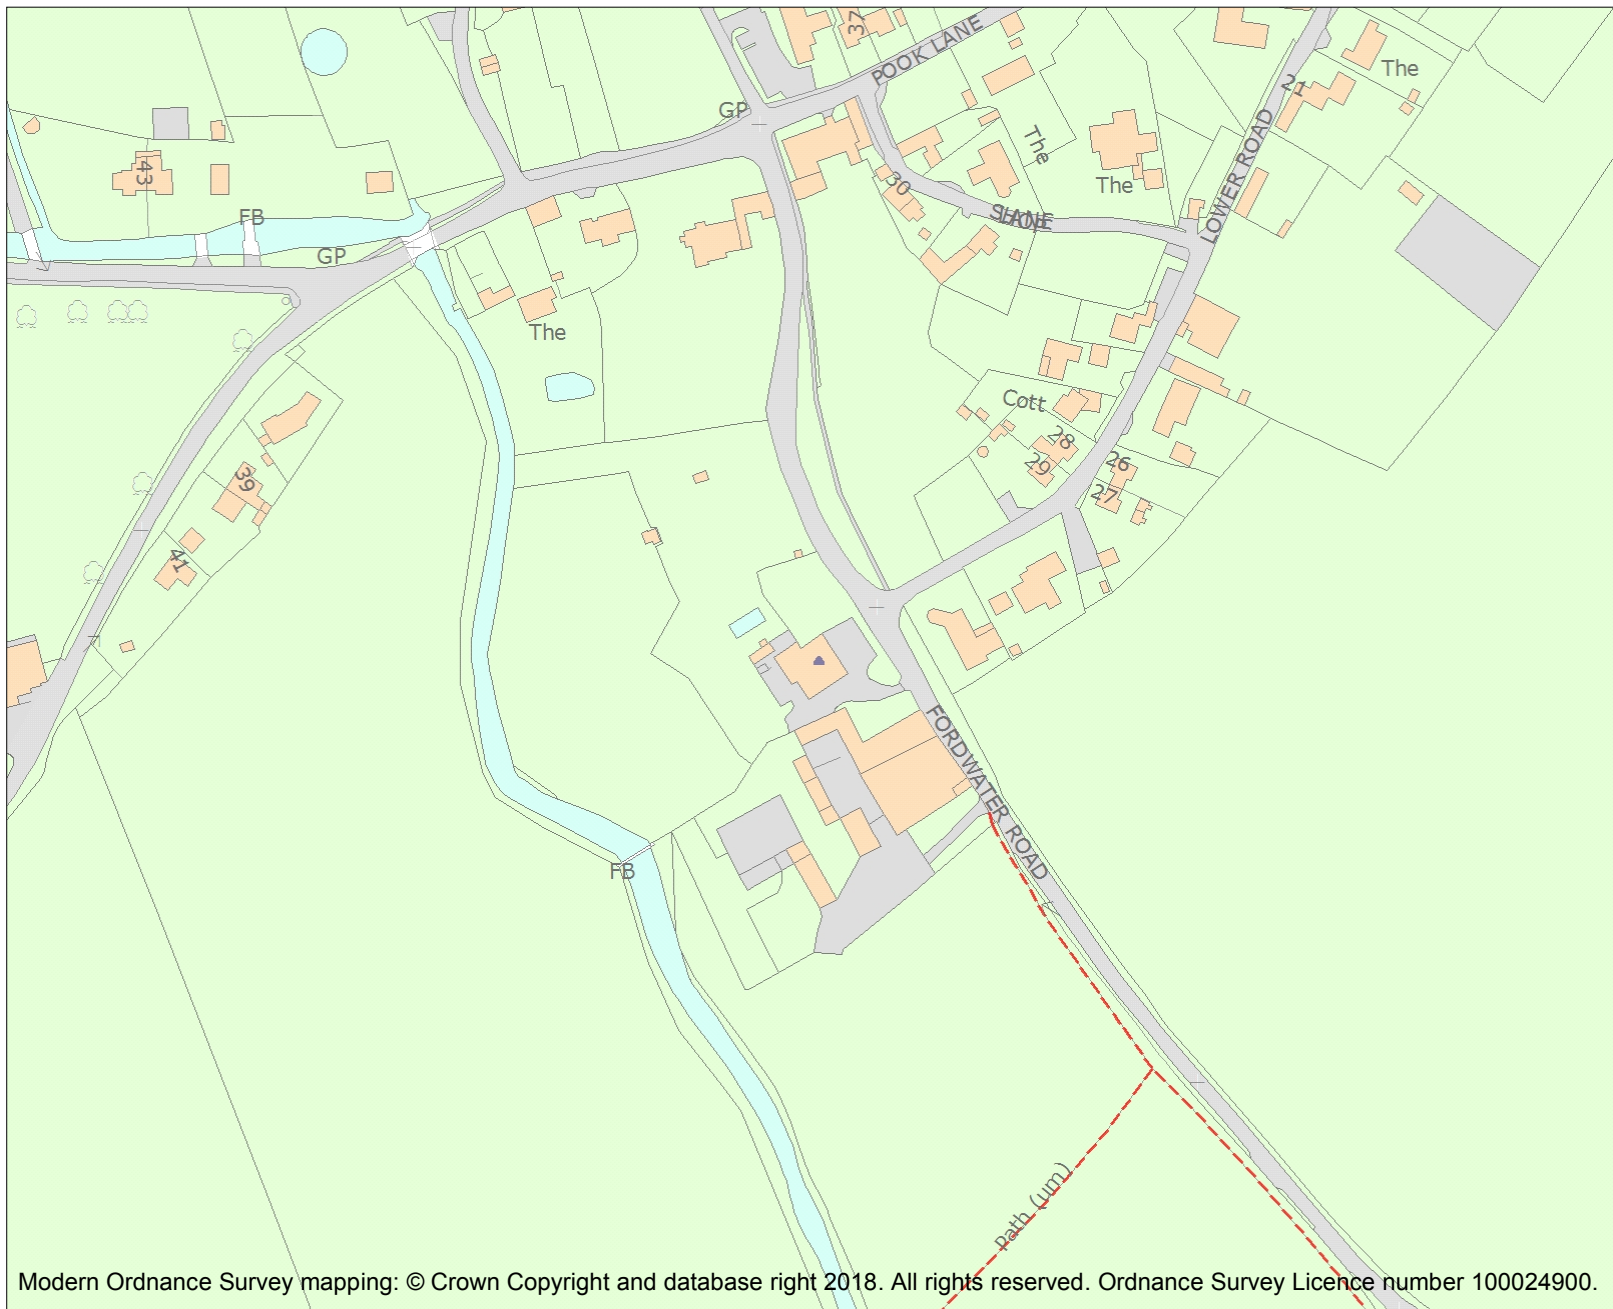 37
POOK LANE
The
21
GP
LOWER ROAD
The
43
The
30
FB
LANE
GP
The
Cott
28
29
26
27
39
41
FORDWATER ROAD
FB
Path (um)
Modern Ordnance Survey mapping: © Crown Copyright and database right 2018. All rights reserved. Ordnance Survey Licence number 100024900.